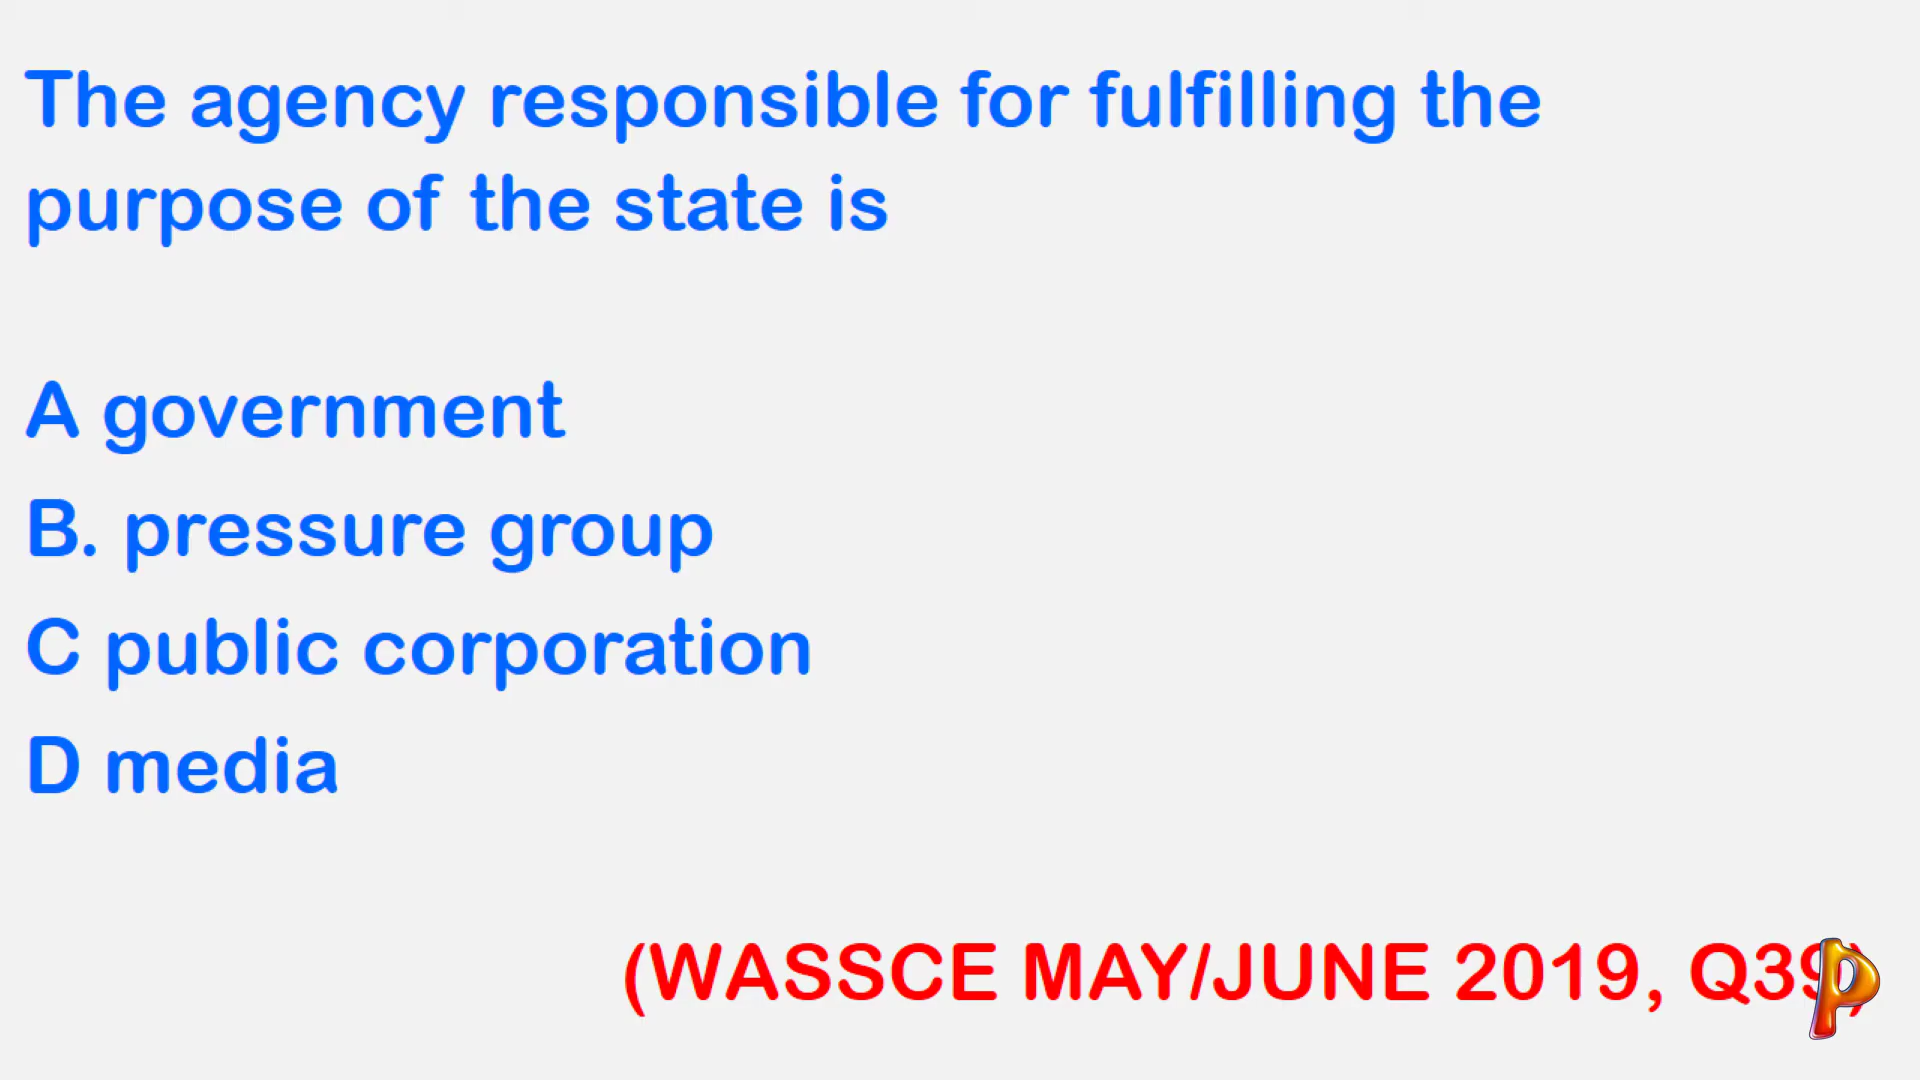 The agency responsible for fulfilling the
purpose of the state is
A government
B. pressure group
C public corporation
D media
(WASSCE MAY/JUNE 2019, Q39)